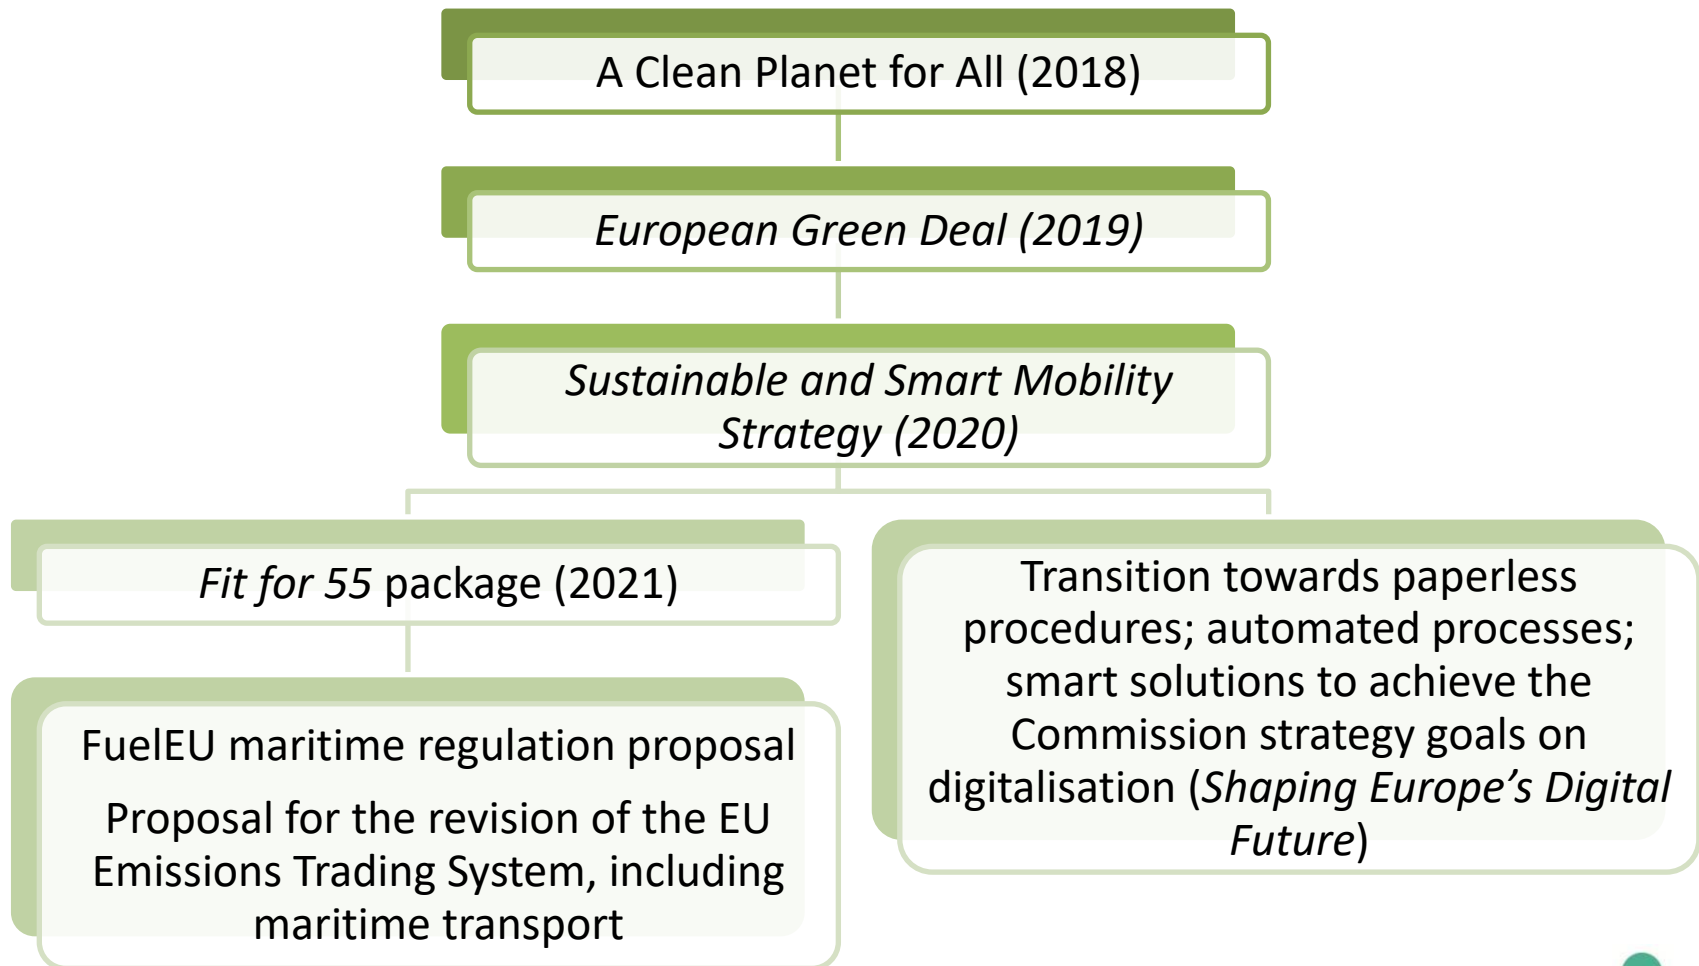 A Clean Planet for All (2018)
European Green Deal (2019)
Sustainable and Smart Mobility
Strategy (2020)
Fit for 55 package (2021)
FuelEU maritime regulation proposal
Proposal for the revision of the EU
Emissions Trading System, including
maritime transport
Transition towards paperless
procedures; automated processes;
smart solutions to achieve the
Commission strategy goals on
digitalisation (Shaping Europe’s Digital
Future)